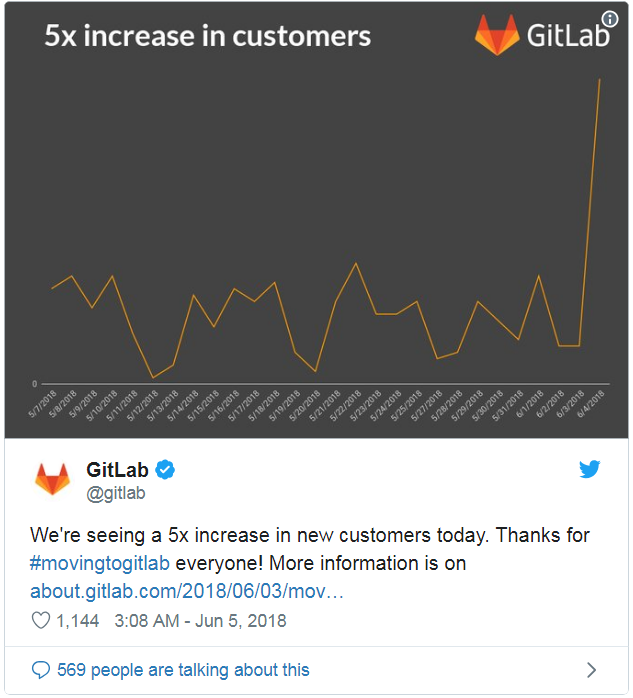 5x increase in customers
GitLab
0
5/7/2018 5/8/2018 5/9/2018 5/10/2018 5/11/2018 5/12/2018 5/13/2018 5/14/2018 5/15/2018 5/16/2018 5/17/2018 5/18/2018 5/19/2018 5/20/2018 5/21/2018 5/22/2018 5/23/2018 5/24/2018 5/25/2018 5/27/2018 5/28/2018 5/29/2018 5/30/2018 5/31/2018 6/1/2018 6/2/2018 6/3/2018 6/4/2018
GitLab
@gitlab
We're seeing a 5x increase in new customers today. Thanks for
#movingtogitlab everyone! More information is on
about.gitlab.com/2018/06/03/mov…
1,144 3:08 AM - Jun 5, 2018
569 people are talking about this